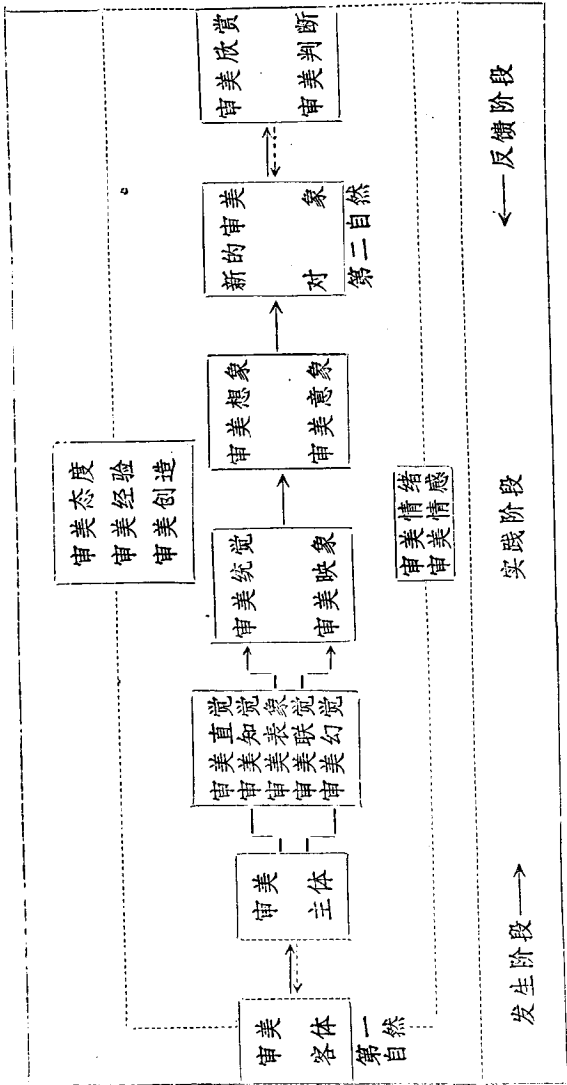 审美态度
审美经验
审美创造
审美
客体
第一
自然
审美
主体
审美直觉
审美知觉
审美表象
审美联觉
审美幻觉
审美统觉
审美映象
审美想象
审美意象
新的审美
对 象
第二自然
审美欣赏
审美判断
审美情绪
审美情感
发生阶段→
实践阶段
←反馈阶段